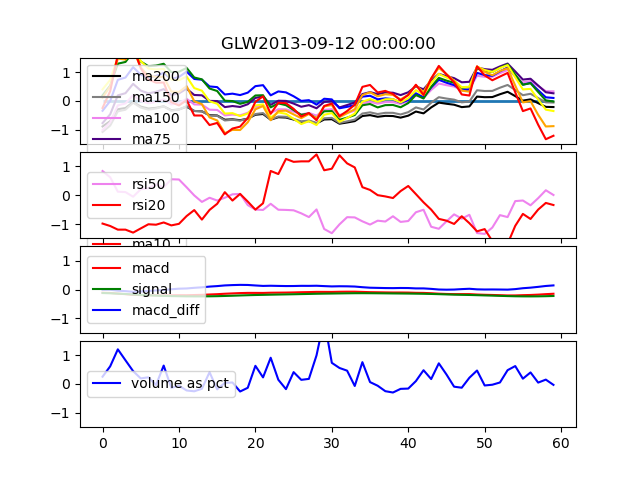 GLW2013-09-12 00:00:00
1
0
−1
ma200
ma150
ma100
ma75
1
0
−1
rsi50
rsi20
ma10
1
0
−1
macd
signal
macd_diff
1
0
−1
volume as pct
0 10 20 30 40 50 60